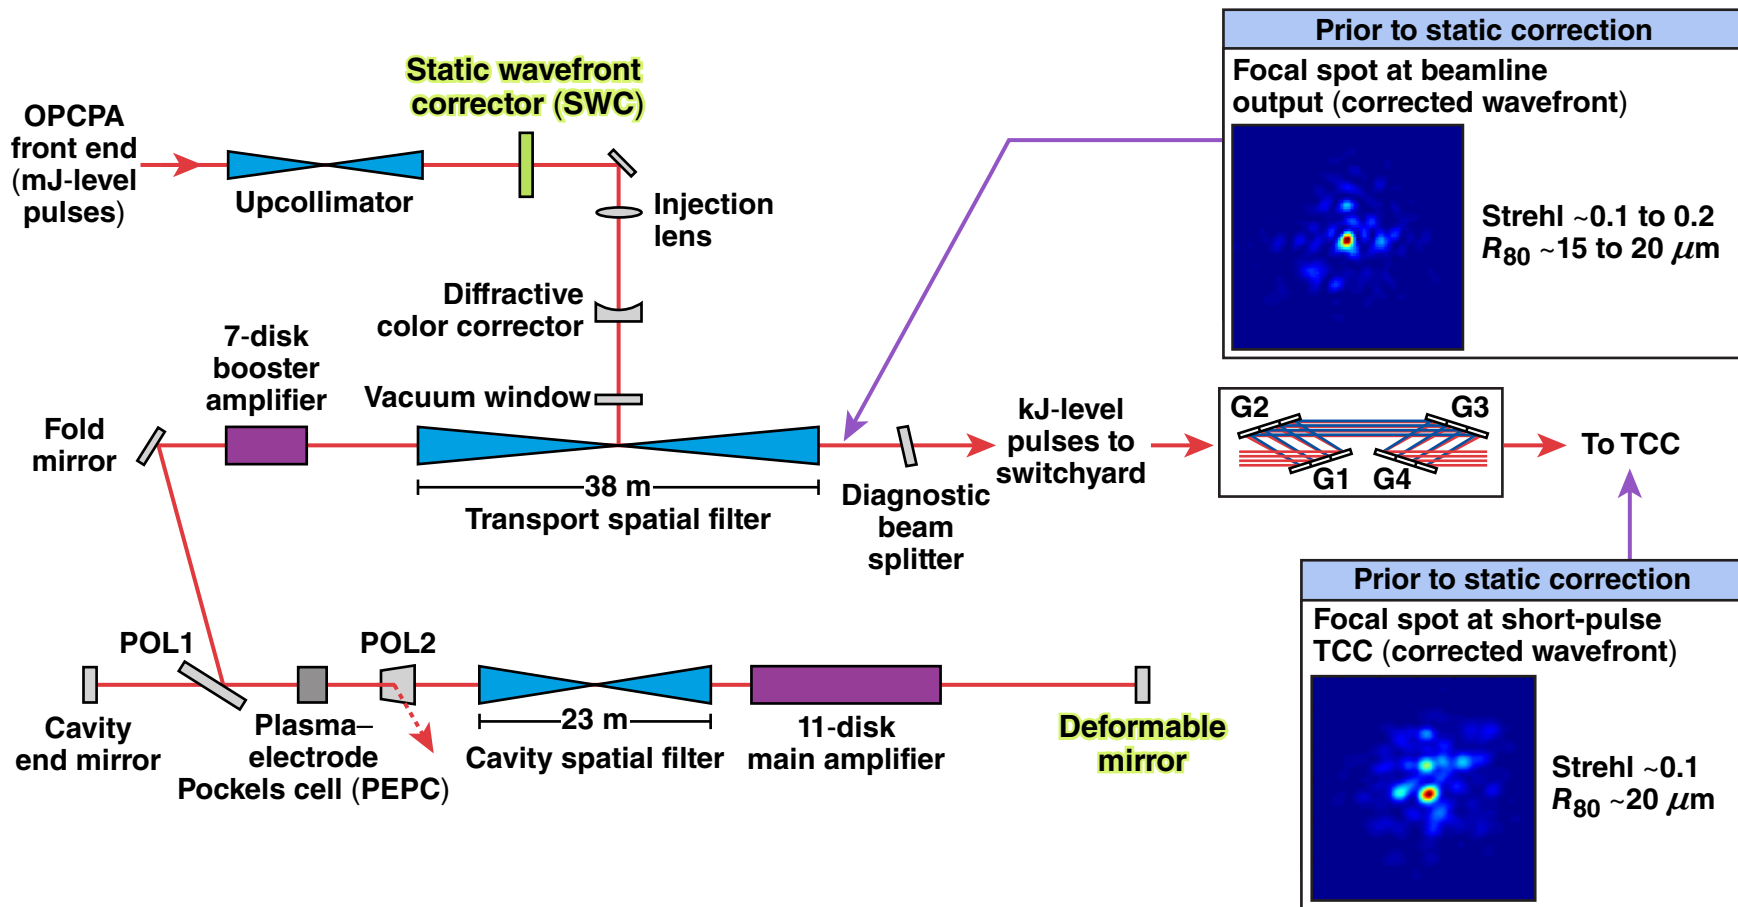 OPCPA
front end
(mJ-level
pulses)
Upcollimator
Static wavefront
corrector (SWC)
Injection
lens
Diffractive
color corrector
Vacuum window
7-disk
booster
amplifier
Fold
mirror
38 m
Transport spatial filter
Diagnostic
beam
splitter
kJ-level
pulses to
switchyard
G2
G3
G1
G4
To TCC
Prior to static correction
Focal spot at beamline
output (corrected wavefront)
Strehl ~0.1 to 0.2
R80 ~15 to 20 μm
POL1
POL2
Cavity
end mirror
Plasma–
electrode
Pockels cell (PEPC)
23 m
Cavity spatial filter
11-disk
main amplifier
Deformable
mirror
Prior to static correction
Focal spot at short-pulse
TCC (corrected wavefront)
Strehl ~0.1
R80 ~20 μm